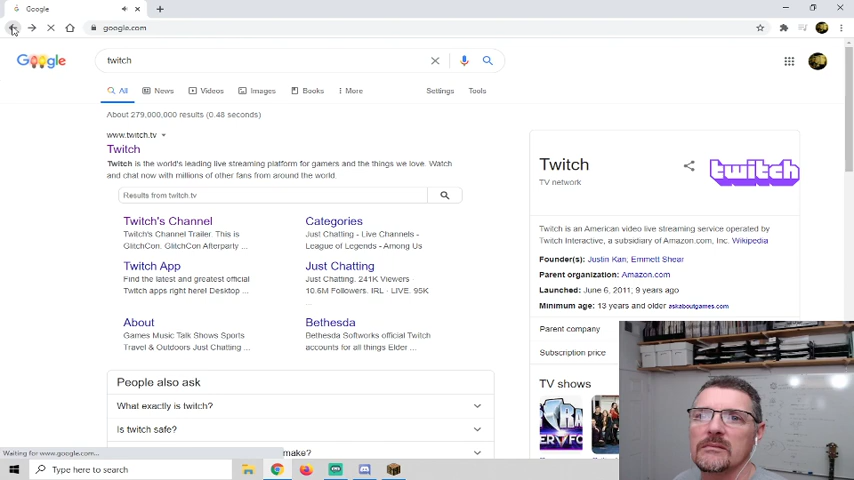 Google
google.com
Google
twitch
All
News
Videos
Images
Books
More
Settings
Tools
About 279,000,000 results (0.48 seconds)
www.twitch.tv
Twitch
Twitch is the world's leading live streaming platform for gamers and the things we love. Watch
and chat now with millions of other fans from around the world.
Results from twitch.tv
Twitch's Channel
Twitch's Channel Trailer. This is
GlitchCon. GlitchCon Afterparty ...
Categories
Just Chatting - Live Channels -
League of Legends - Among Us
Twitch App
Find the latest and greatest official
Twitch apps right here! Desktop ...
Just Chatting
Just Chatting. 241K Viewers
10.6M Followers. IRL · LIVE. 95K
...
About
Games Music Talk Shows Sports
Travel & Outdoors Just Chatting ...
Bethesda
Bethesda Softworks official Twitch
accounts for all things Elder ...
People also ask
What exactly is twitch?
Is twitch safe?
make?
Twitch
TV network
twitch
Twitch is an American video live streaming service operated by
Twitch Interactive, a subsidiary of Amazon.com, Inc. Wikipedia
Founder(s): Justin Kan; Emmett Shear
Parent organization: Amazon.com
Launched: June 6, 2011; 9 years ago
Minimum age: 13 years and older askaboutgames.com
Parent company
Subscription price
TV shows
Waiting for www.google.com...
Type here to search